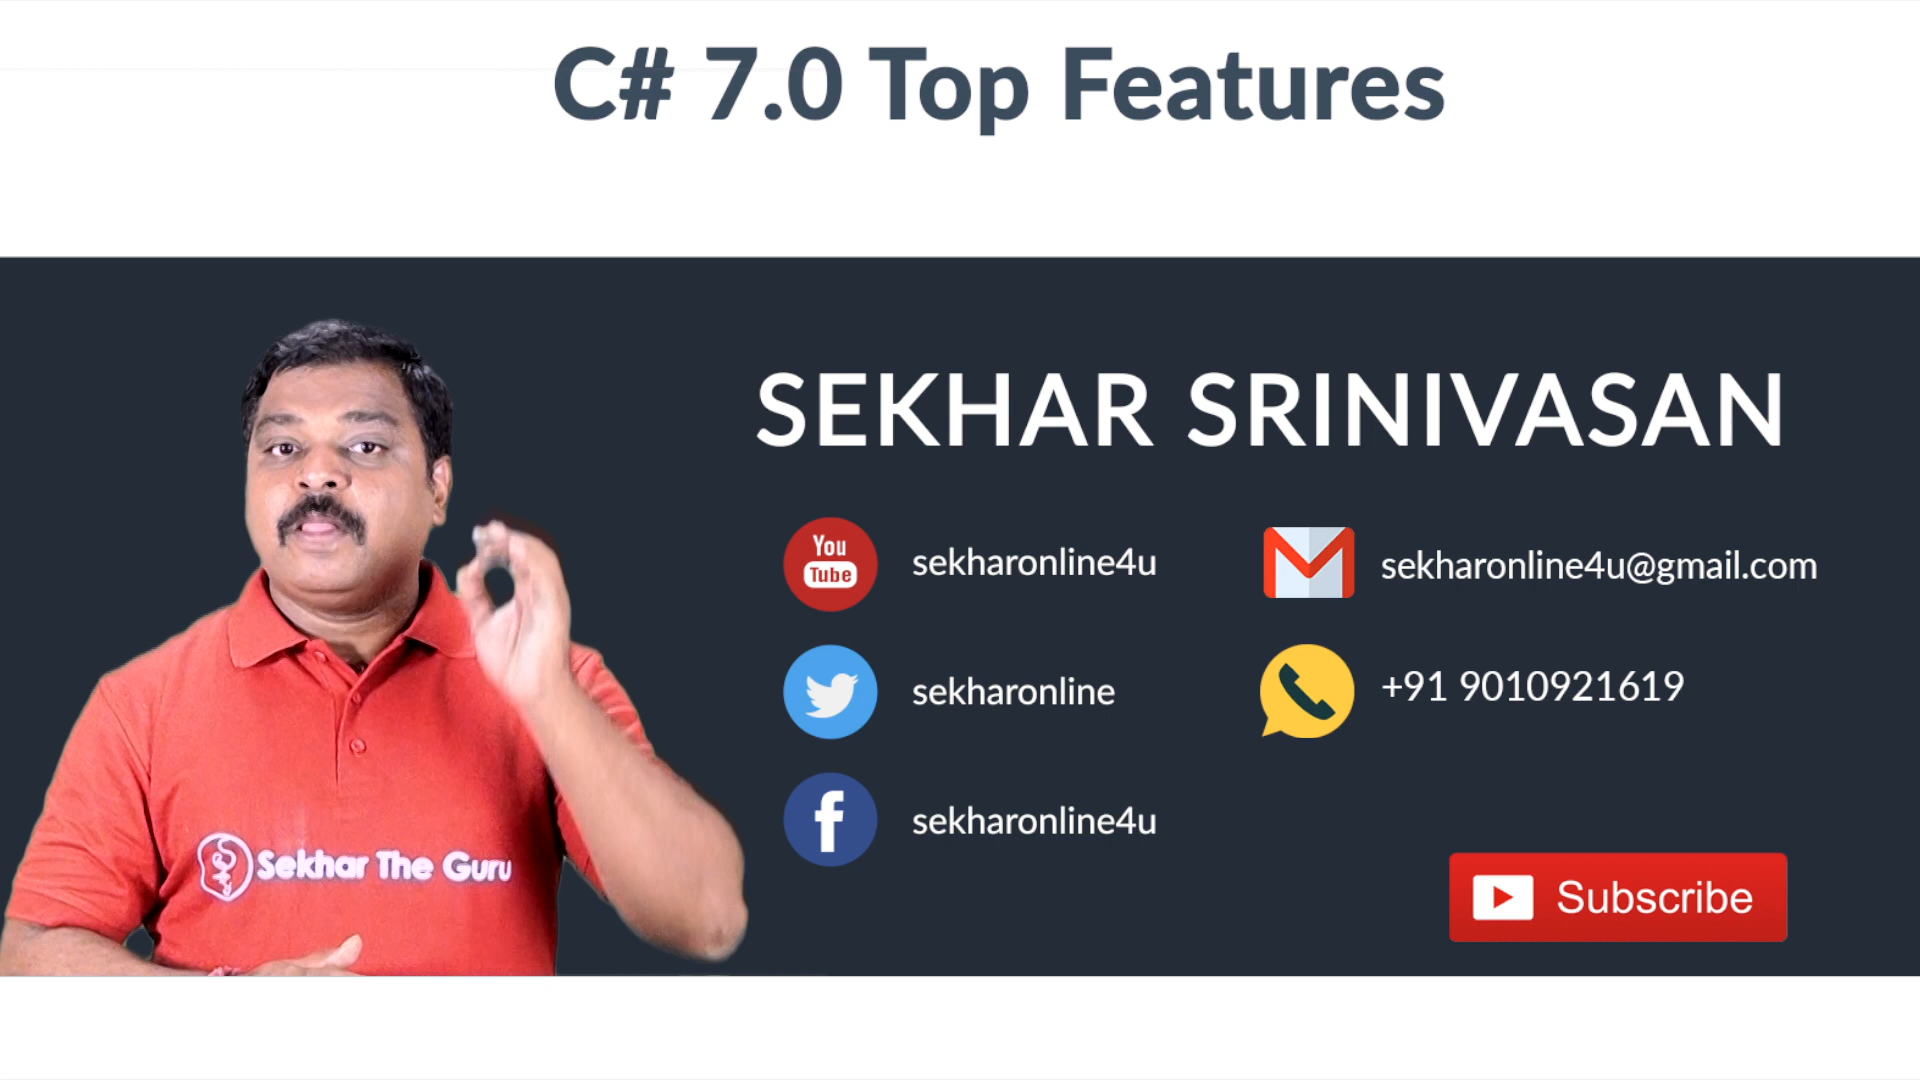 C# 7.0 Top Features
SEKHAR SRINIVASAN
You
Tube
sekharonline4u
sekharonline4u@gmail.com
sekharonline
+91 9010921619
f
sekharonline4u
Sekhar The Guru
Subscribe